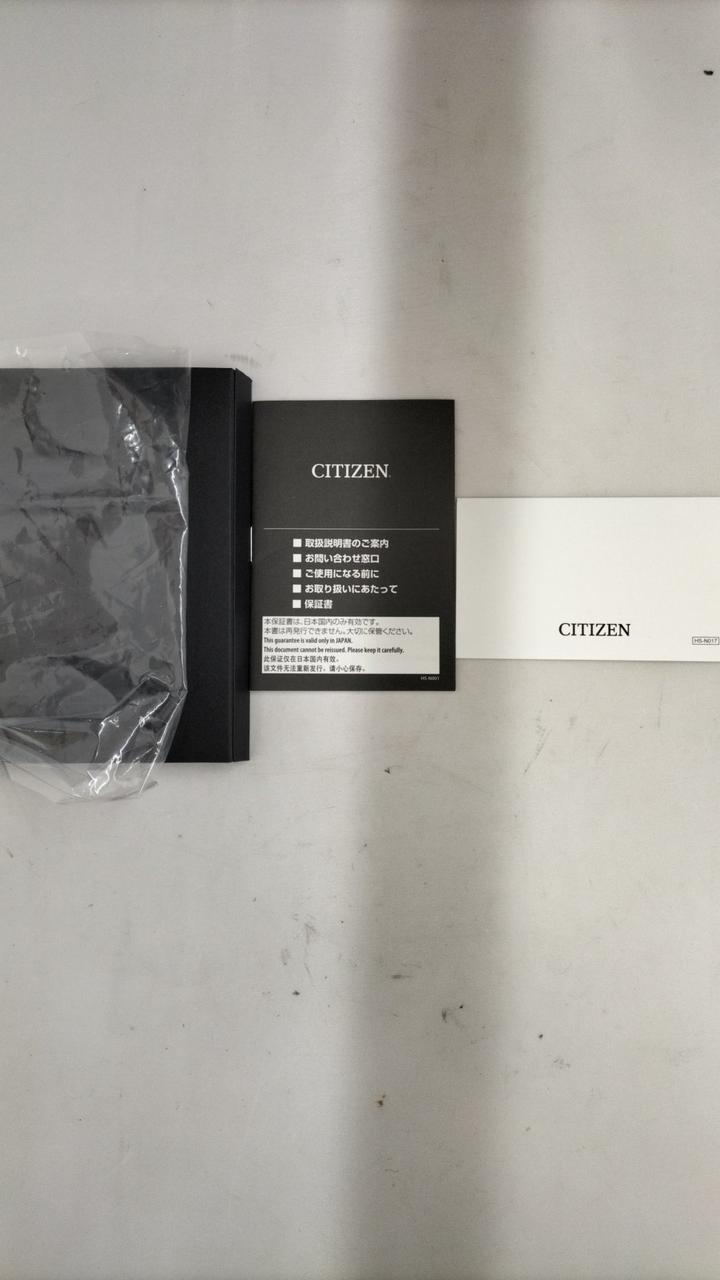 CITIZEN
■ 取扱説明書のご案内
■ お問い合わせ窓口
■ ご使用になる前に
■ お取り扱いにあたって
■ 保証書
本保証書は、日本国内のみ有効です。
本書は再発行できません。大切に保管ください。
This guarantee is valid only in JAPAN.
This document cannot be reissued. Please keep it carefully.
此保证仅在日本国内有效。
该文件无法重新发行。请小心保存。
HS-N001
CITIZEN
HS-N017